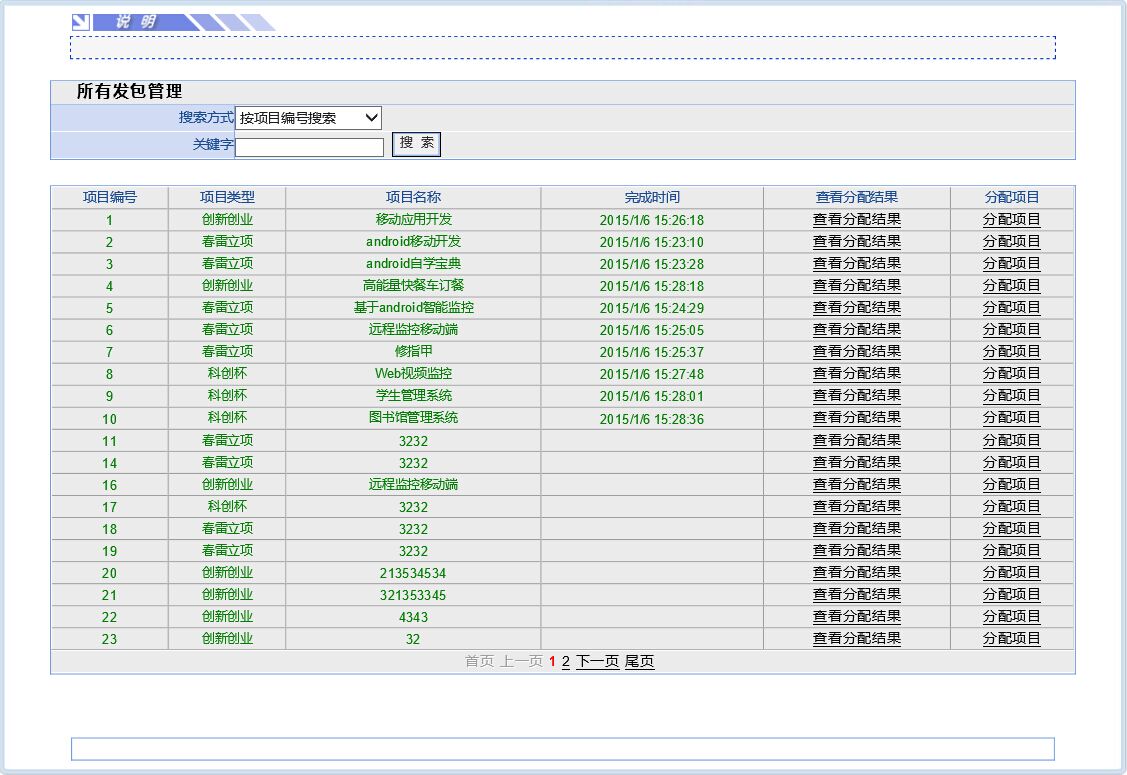 说 明
所有发包管理
搜索方式 按项目编号搜索
关键字 搜 索
项目编号 项目类型 项目名称 完成时间 查看分配结果 分配项目
1 创新创业 移动应用开发 2015/1/6 15:26:18 查看分配结果 分配项目
2 春雷立项 android移动开发 2015/1/6 15:23:10 查看分配结果 分配项目
3 春雷立项 android自学宝典 2015/1/6 15:23:28 查看分配结果 分配项目
4 创新创业 高能量快餐车订餐 2015/1/6 15:28:18 查看分配结果 分配项目
5 春雷立项 基于android智能监控 2015/1/6 15:24:29 查看分配结果 分配项目
6 春雷立项 远程监控移动端 2015/1/6 15:25:05 查看分配结果 分配项目
7 春雷立项 修指甲 2015/1/6 15:25:37 查看分配结果 分配项目
8 科创杯 Web视频监控 2015/1/6 15:27:48 查看分配结果 分配项目
9 科创杯 学生管理系统 2015/1/6 15:28:01 查看分配结果 分配项目
10 科创杯 图书馆管理系统 2015/1/6 15:28:36 查看分配结果 分配项目
11 春雷立项 3232 查看分配结果 分配项目
14 春雷立项 3232 查看分配结果 分配项目
16 创新创业 远程监控移动端 查看分配结果 分配项目
17 科创杯 3232 查看分配结果 分配项目
18 春雷立项 3232 查看分配结果 分配项目
19 春雷立项 3232 查看分配结果 分配项目
20 创新创业 213534534 查看分配结果 分配项目
21 创新创业 321353345 查看分配结果 分配项目
22 创新创业 4343 查看分配结果 分配项目
23 创新创业 32 查看分配结果 分配项目
首页 上一页 1 2 下一页 尾页